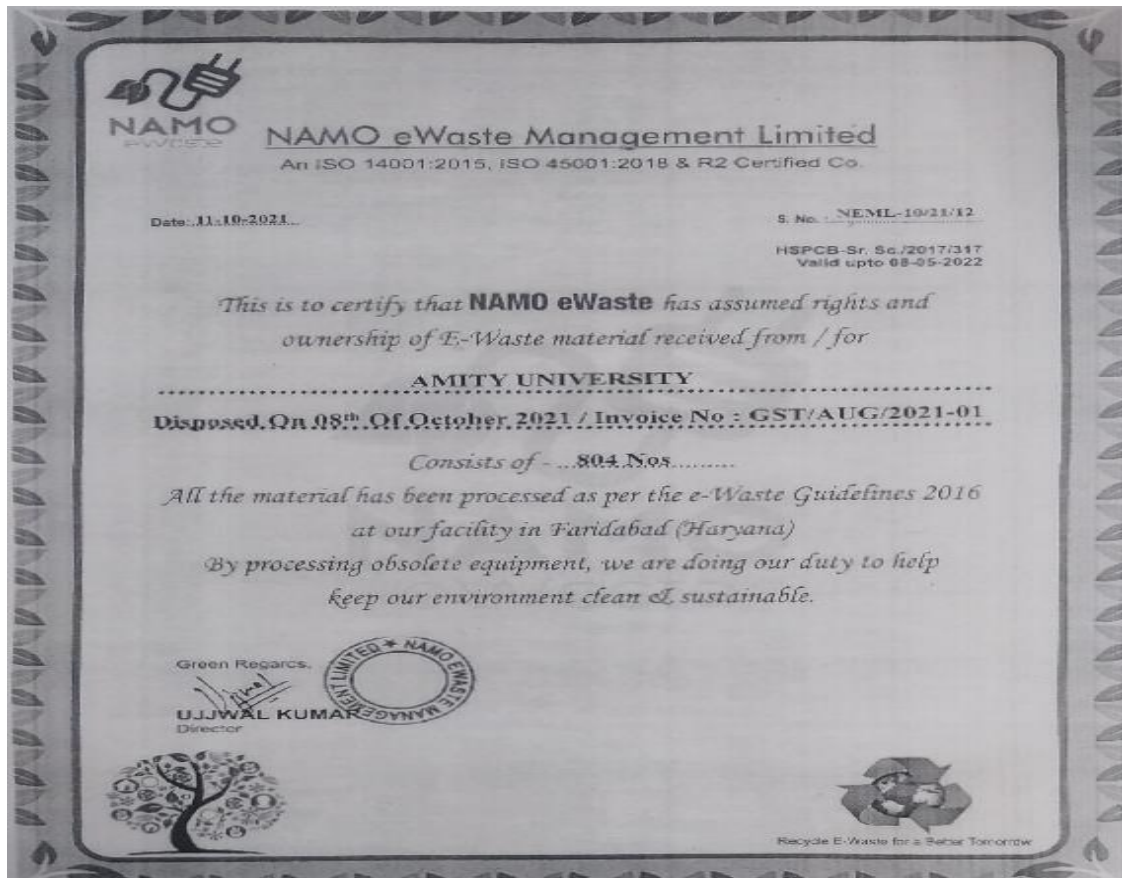 NAMO
eWaste
NAMO eWaste Management Limited
An ISO 14001:2015, ISO 45001:2018 & R2 Certified Co.
Date: 11-10-2021
S. No. : NEML-10/21/12
HSPCB-Sr. Sc./2017/317
Valid upto 08-05-2022
This is to certify that NAMO eWaste has assumed rights and
ownership of E-Waste material received from / for
AMITY UNIVERSITY
Disposed On 08th Of October 2021 / Invoice No : GST/AUG/2021-01
Consists of - 804 Nos
All the material has been processed as per the e-Waste Guidelines 2016
at our facility in Faridabad (Haryana)
By processing obsolete equipment, we are doing our duty to help
keep our environment clean & sustainable.
Green Regards,
NAMO EWASTE MANAGEMENT LIMITED
UJJWAL KUMAR
Director
Recycle E-Waste for a Better Tomorrow